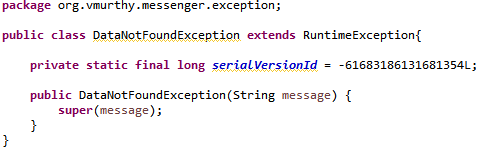 package org.vmurthy.messenger.exception;
public class DataNotFoundException extends RuntimeException{
private static final long serialVersionId = -61683186131681354L;
public DataNotFoundException(String message) {
super(message);
}
}